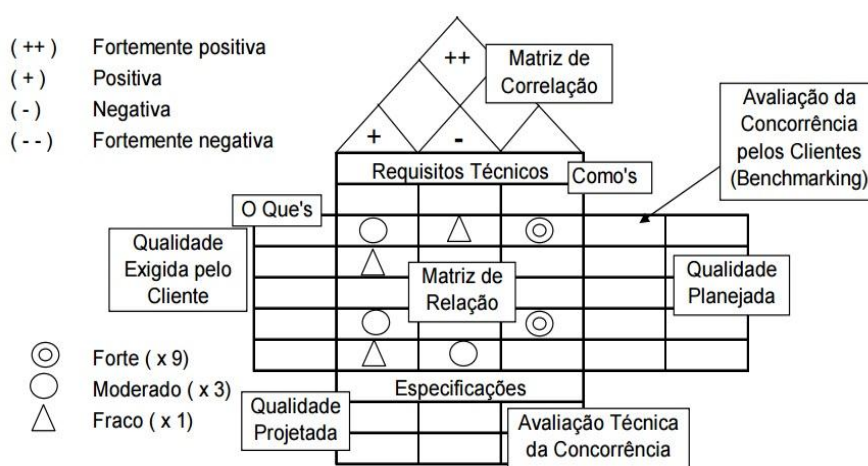 ( ++ ) Fortemente positiva
( + ) Positiva
( - ) Negativa
( - - ) Fortemente negativa
++
Matriz de
Correlação
+
-
Avaliação da
Concorrência
pelos Clientes
(Benchmarking)
Requisitos Técnicos
Como's
O Que's
Qualidade
Exigida pelo
Cliente
Matriz de
Relação
Qualidade
Planejada
Forte ( x 9)
Moderado ( x 3)
Fraco ( x 1)
Especificações
Qualidade
Projetada
Avaliação Técnica
da Concorrência